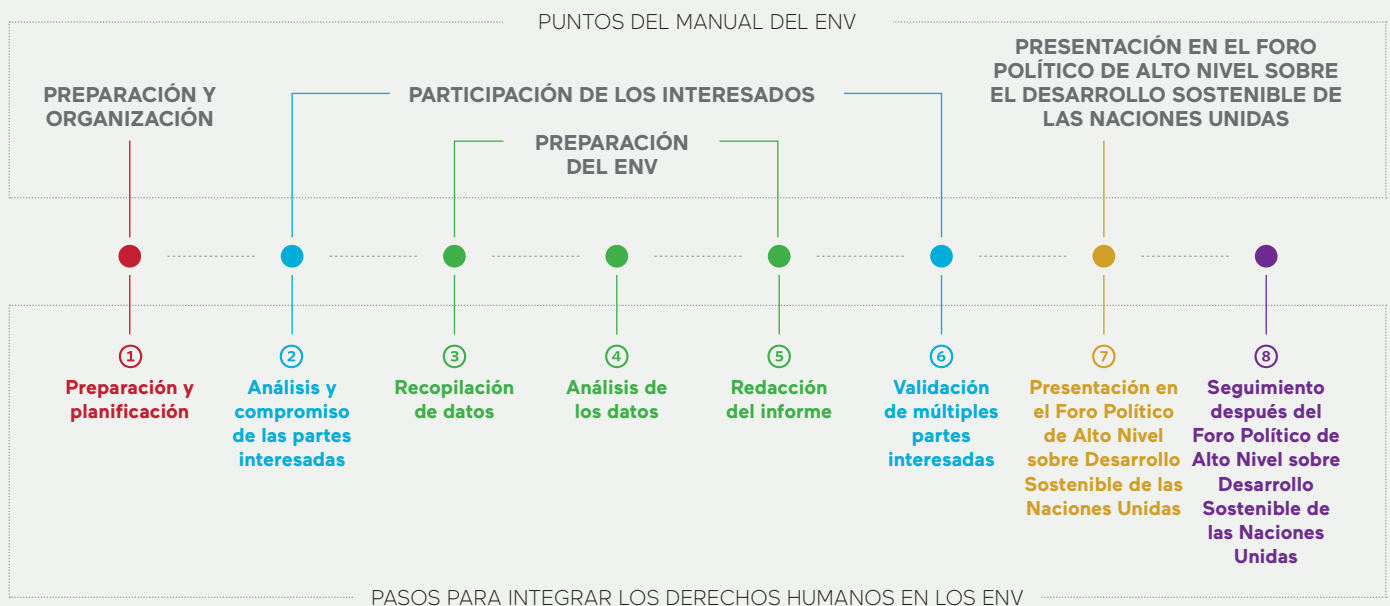 PUNTOS DEL MANUAL DEL ENV
PREPARACIÓN Y
ORGANIZACIÓN
PARTICIPACIÓN DE LOS INTERESADOS
PREPARACIÓN
DEL ENV
PRESENTACIÓN EN EL FORO
POLÍTICO DE ALTO NIVEL SOBRE
EL DESARROLLO SOSTENIBLE DE
LAS NACIONES UNIDAS
1
Preparación y
planificación
2
Análisis y
compromiso
de las partes
interesadas
3
Recopilación
de datos
4
Análisis de
los datos
5
Redacción
del informe
6
Validación
de múltiples
partes
interesadas
7
Presentación en
el Foro Político
de Alto Nivel
sobre Desarrollo
Sostenible de las
Naciones Unidas
8
Seguimiento
después del
Foro Político de
Alto Nivel sobre
Desarrollo
Sostenible de
las Naciones
Unidas
PASOS PARA INTEGRAR LOS DERECHOS HUMANOS EN LOS ENV